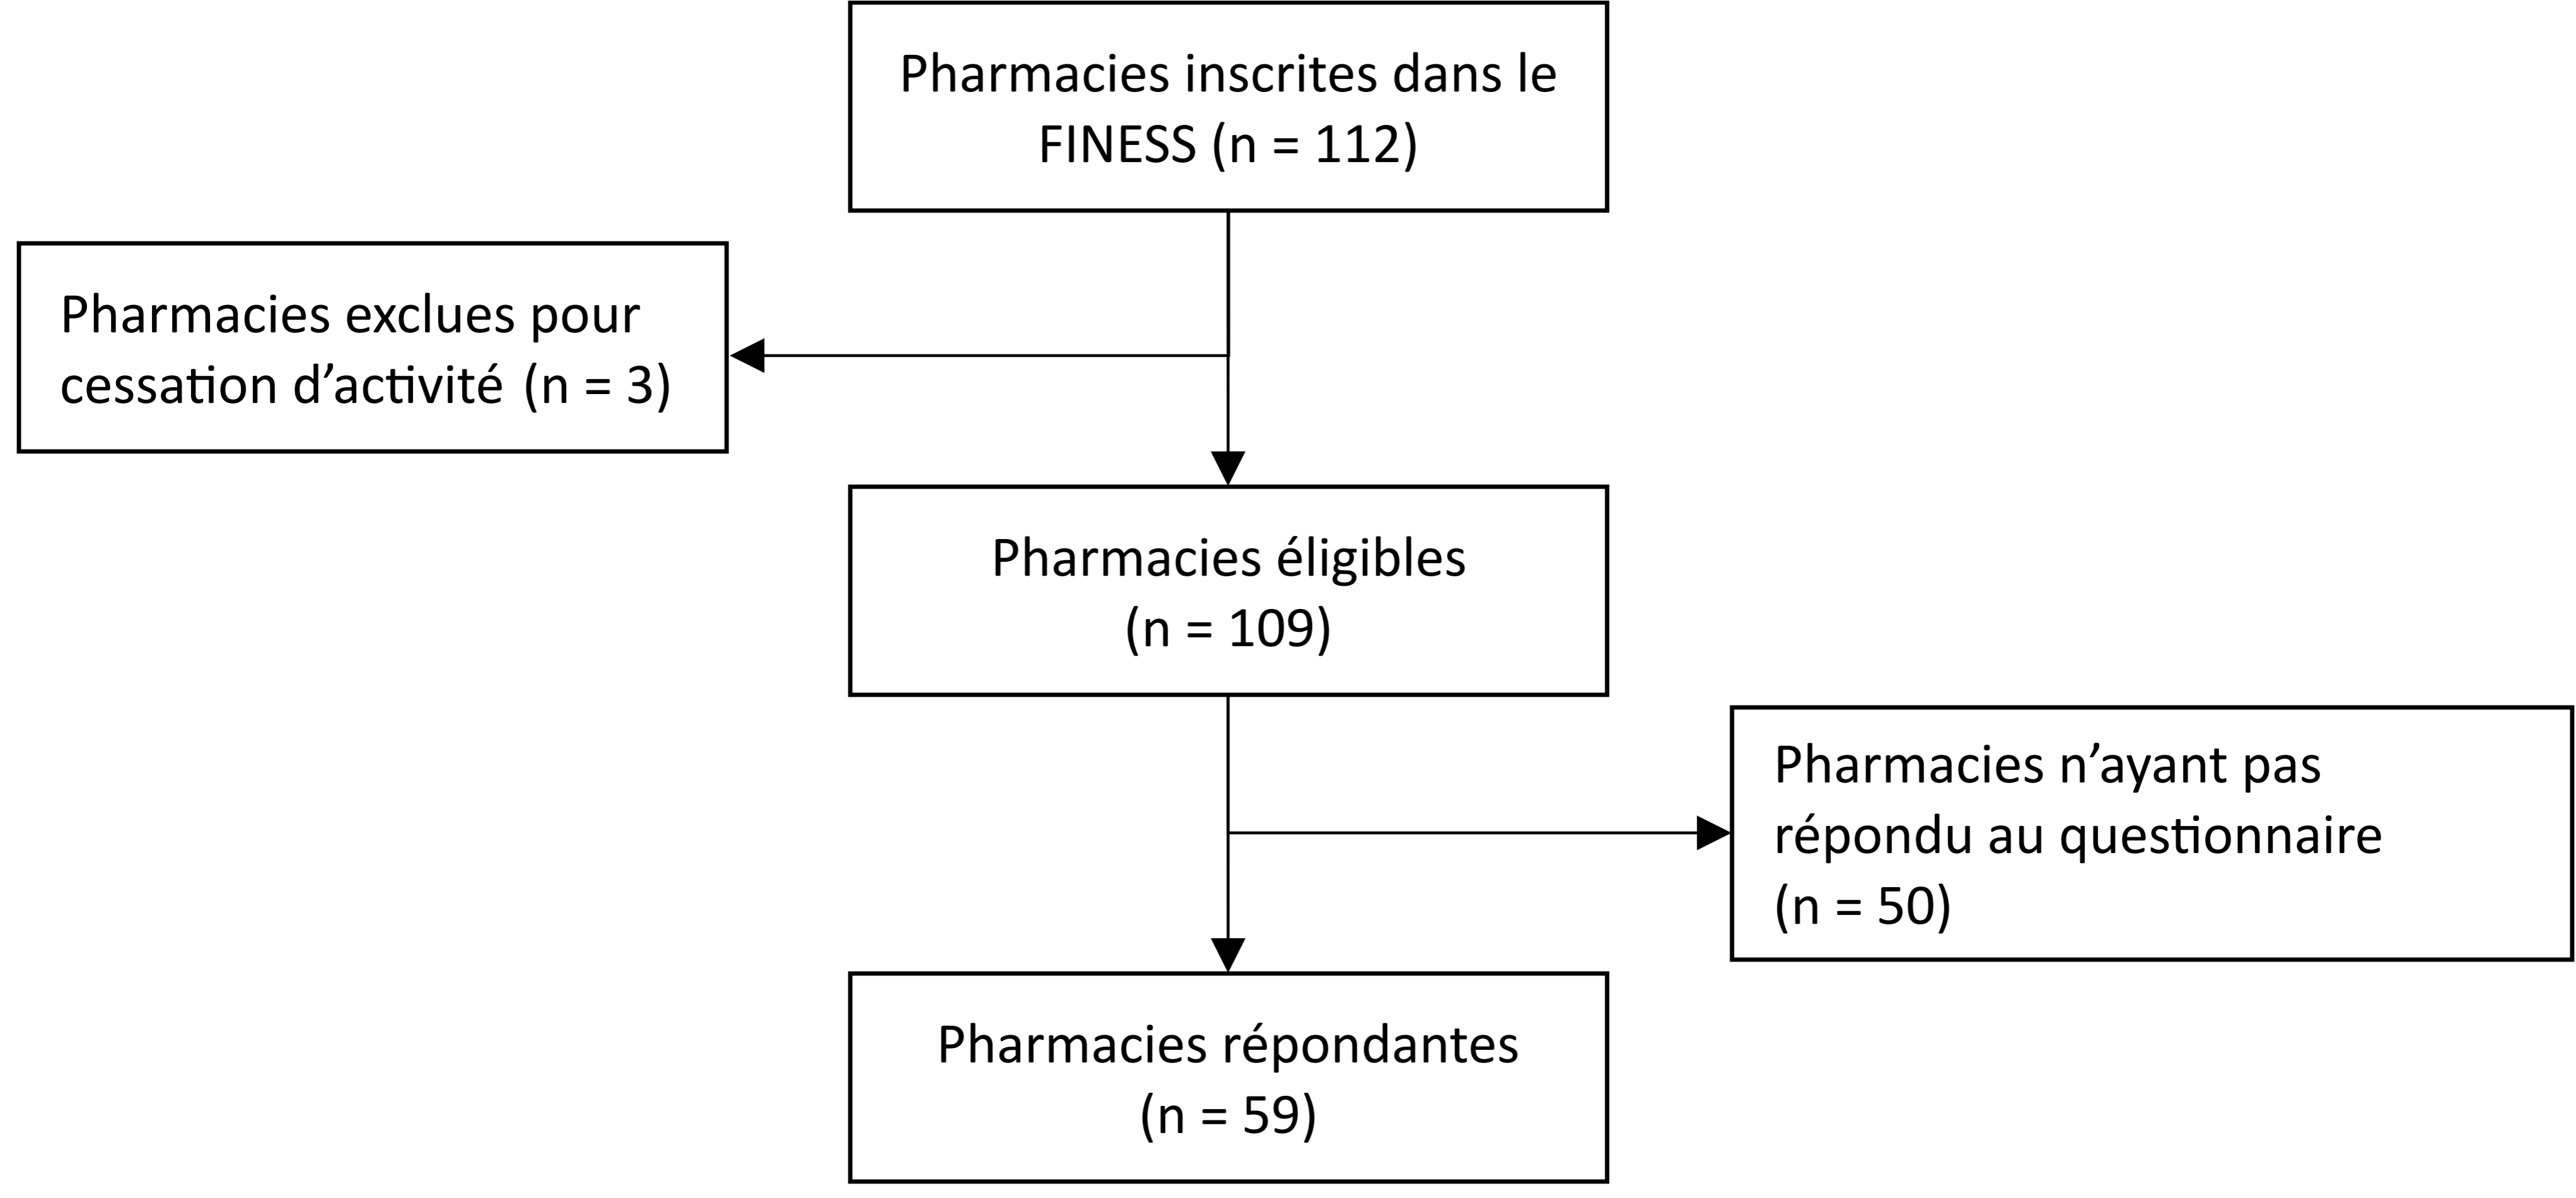 Pharmacies inscrites dans le
FINESS (n = 112)
Pharmacies exclues pour
cessation d’activité (n = 3)
Pharmacies éligibles
(n = 109)
Pharmacies n’ayant pas
répondu au questionnaire
(n = 50)
Pharmacies répondantes
(n = 59)